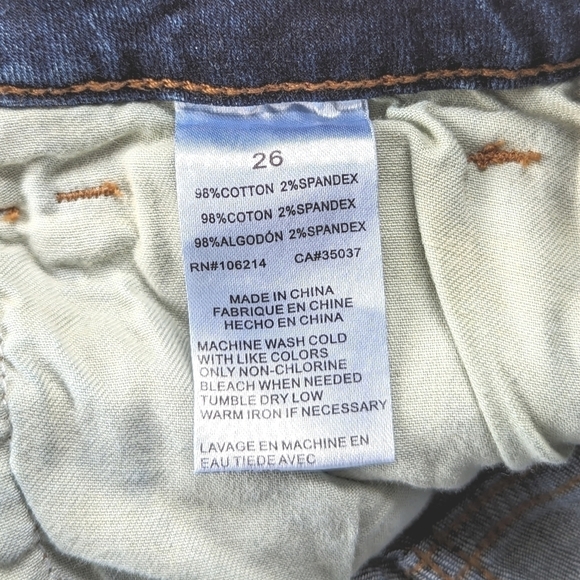 26
98%COTTON 2%SPANDEX
98%COTON 2%SPANDEX
98%ALGODÓN 2%SPANDEX
RN#106214 CA#35037
MADE IN CHINA
FABRIQUE EN CHINE
HECHO EN CHINA
MACHINE WASH COLD
WITH LIKE COLORS
ONLY NON-CHLORINE
BLEACH WHEN NEEDED
TUMBLE DRY LOW
WARM IRON IF NECESSARY
LAVAGE EN MACHINE EN
EAU TIEDE AVEC